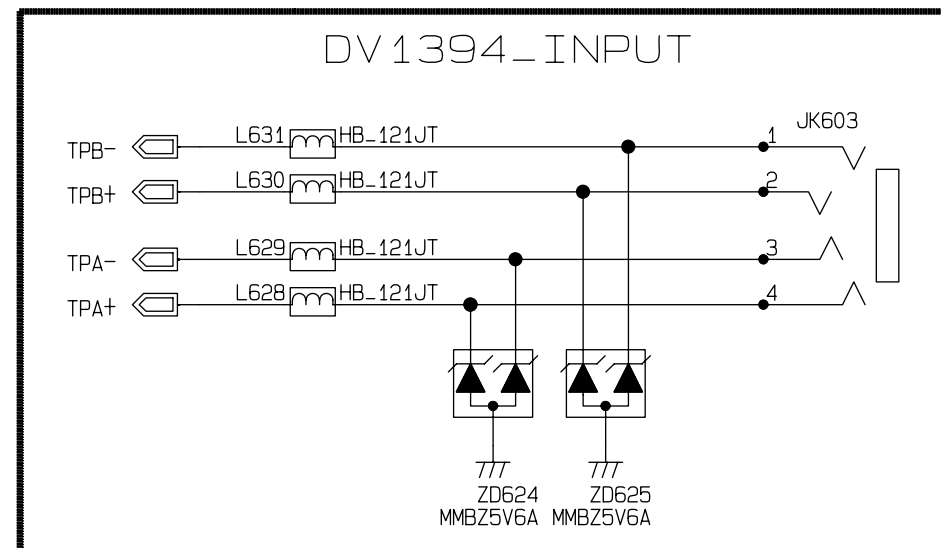 DV1394_INPUT
JK603
TPB- L631 HB_121JT 1
TPB+ L630 HB_121JT 2
TPA- L629 HB_121JT 3
TPA+ L628 HB_121JT 4
ZD624 ZD625
MMBZ5V6A MMBZ5V6A